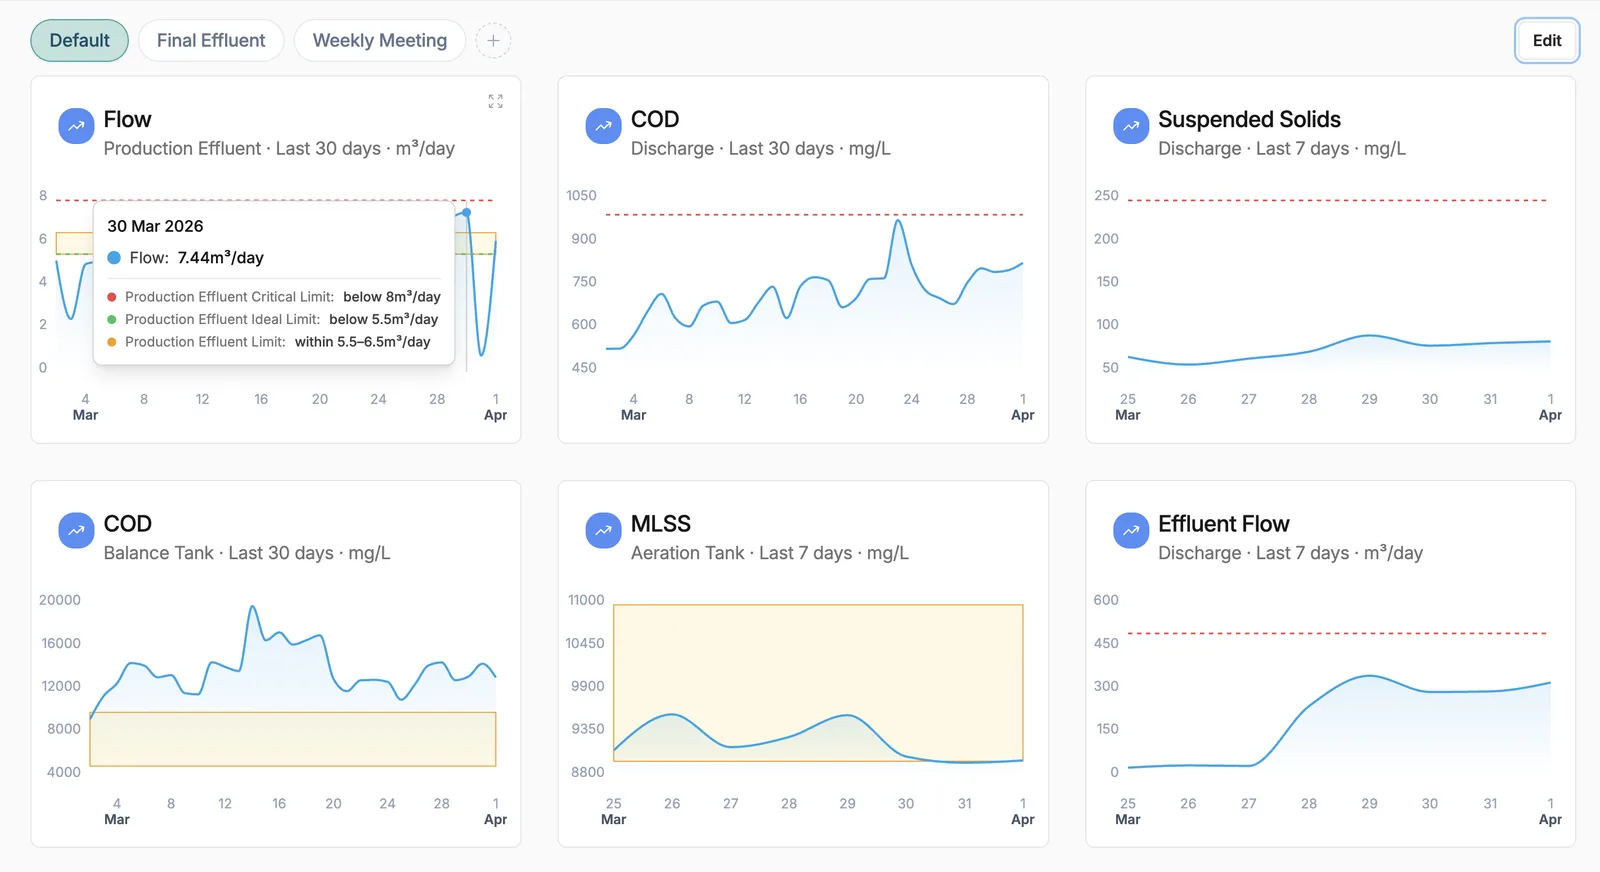 Default
Final Effluent
Weekly Meeting
+
Edit
Flow
Production Effluent · Last 30 days · m³/day
8
6
4
2
0
30 Mar 2026
Flow: 7.44m³/day
Production Effluent Critical Limit: below 8m³/day
Production Effluent Ideal Limit: below 5.5m³/day
Production Effluent Limit: within 5.5–6.5m³/day
4 8 12 16 20 24 28 1
Mar Apr
COD
Discharge · Last 30 days · mg/L
1050
900
750
600
450
4 8 12 16 20 24 28 1
Mar Apr
Suspended Solids
Discharge · Last 7 days · mg/L
250
200
150
100
50
25 26 27 28 29 30 31 1
Mar Apr
COD
Balance Tank · Last 30 days · mg/L
20000
16000
12000
8000
4000
4 8 12 16 20 24 28 1
Mar Apr
MLSS
Aeration Tank · Last 7 days · mg/L
11000
10450
9900
9350
8800
25 26 27 28 29 30 31 1
Mar Apr
Effluent Flow
Discharge · Last 7 days · m³/day
600
450
300
150
0
25 26 27 28 29 30 31 1
Mar Apr